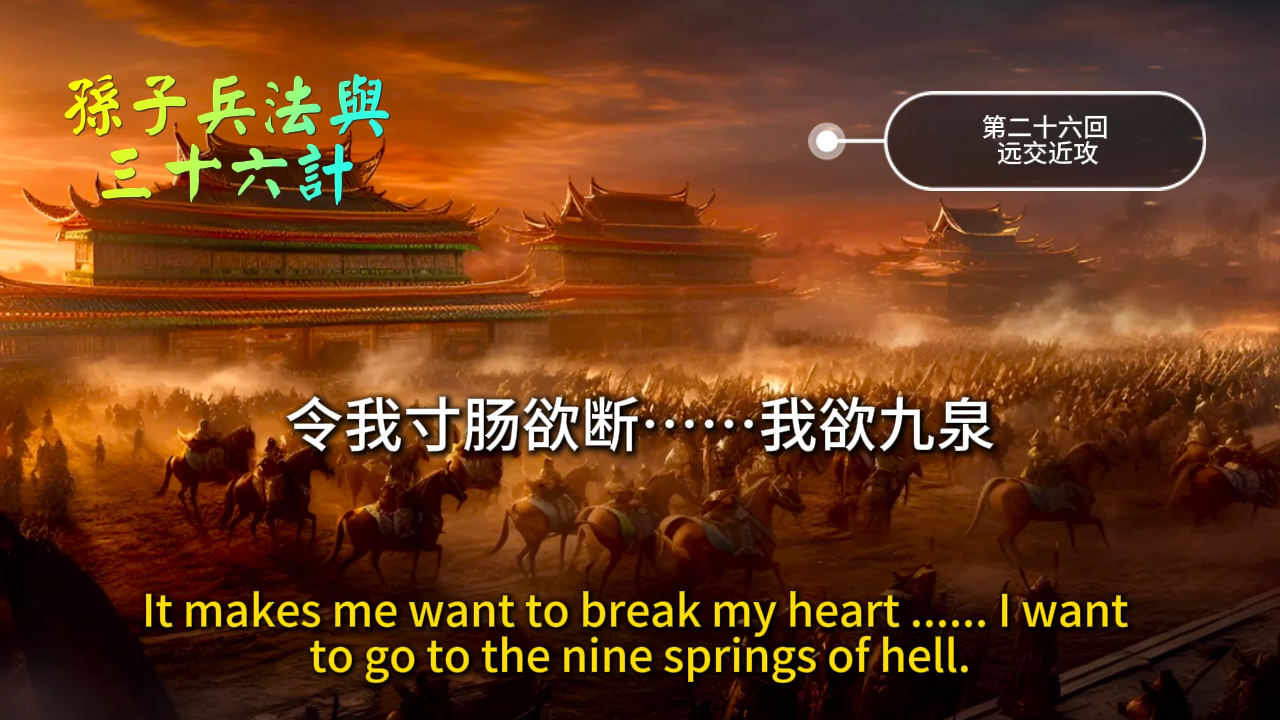 孫子兵法與
三十六計
第二十六回
远交近攻
令我寸肠欲断……我欲九泉
It makes me want to break my heart ...... I want
to go to the nine springs of hell.